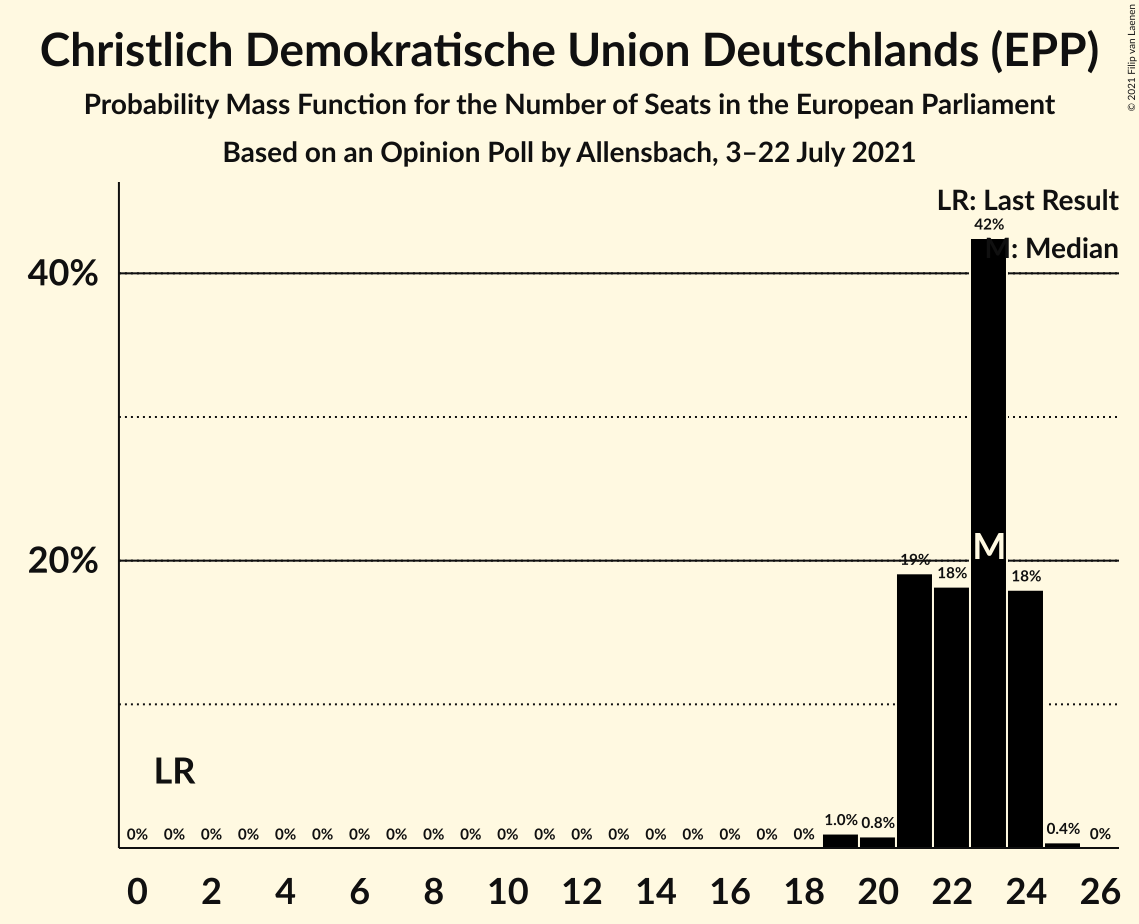 Christlich Demokratische Union Deutschlands (EPP)
Probability Mass Function for the Number of Seats in the European Parliament
Based on an Opinion Poll by Allensbach, 3–22 July 2021
© 2021 Filip van Laenen
LR: Last Result
42%
M: Median
40%
20%
19%
18%
M
18%
LR
0% 0% 0% 0% 0% 0% 0% 0% 0% 0% 0% 0% 0% 0% 0% 0% 0% 0% 0% 1.0% 0.8% 0.4% 0%
0 2 4 6 8 10 12 14 16 18 20 22 24 26